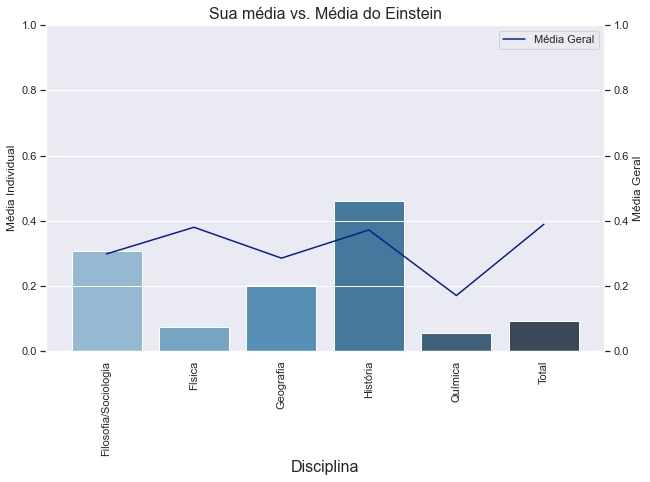 Sua média vs. Média do Einstein
1.0
0.8
0.6
0.4
0.2
0.0
Média Individual
1.0
0.8
0.6
0.4
0.2
0.0
Média Geral
Média Geral
Filosofia/Sociologia
Física
Geografia
História
Química
Total
Disciplina